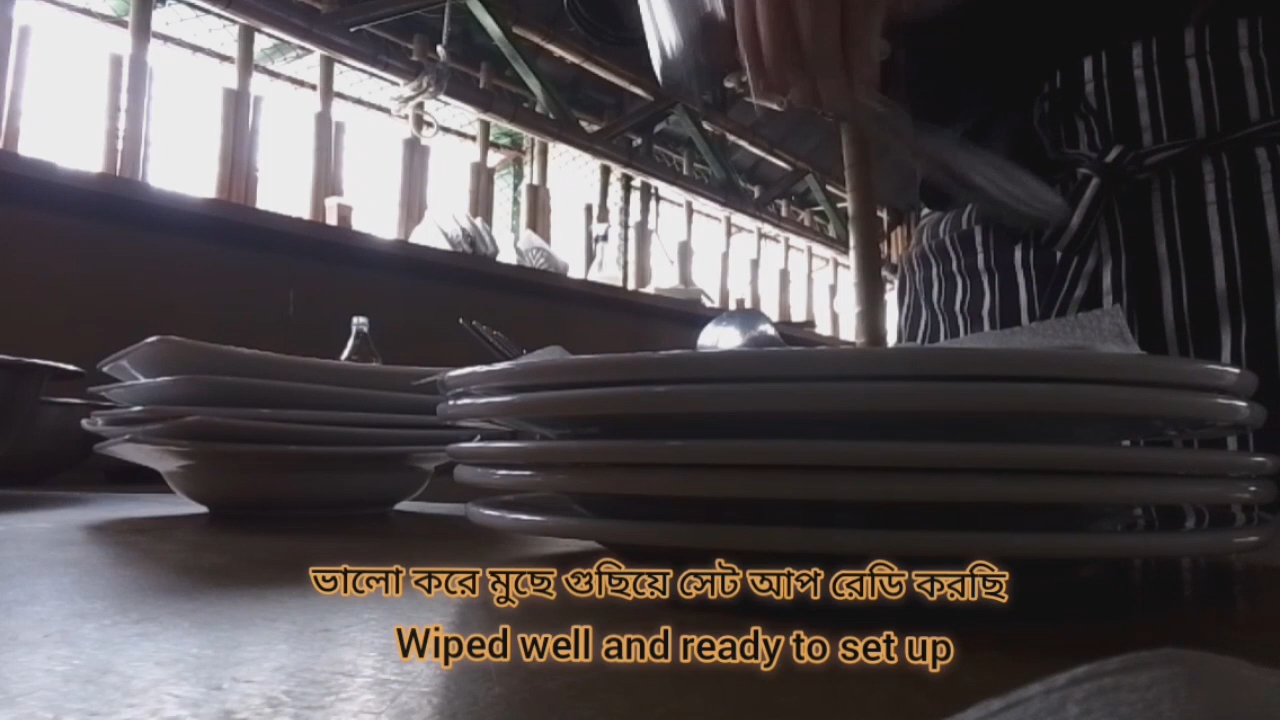 ভালো করে মুছে গুছিয়ে সেট আপ রেডি করছি
Wiped well and ready to set up